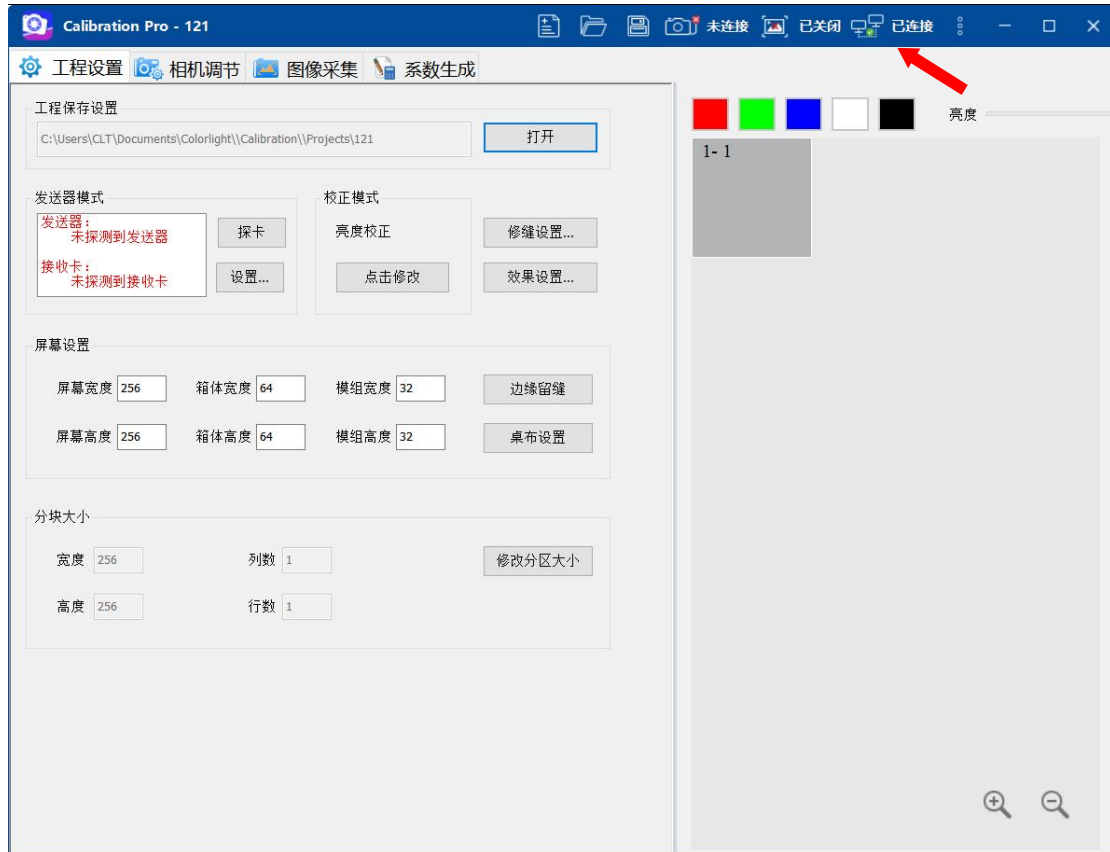 Calibration Pro - 121
未连接 已关闭 已连接
工程设置 相机调节 图像采集 系数生成
工程保存设置
C:\Users\CLT\Documents\Colorlight\\Calibration\\Projects\121 打开
发送器模式
发送器：
未探测到发送器
接收卡：
未探测到接收卡
探卡
设置...
校正模式
亮度校正
点击修改
修缝设置...
效果设置...
屏幕设置
屏幕宽度 256 箱体宽度 64 模组宽度 32 边缘留缝
屏幕高度 256 箱体高度 64 模组高度 32 桌布设置
分块大小
宽度 256 列数 1 修改分区大小
高度 256 行数 1
亮度
1- 1